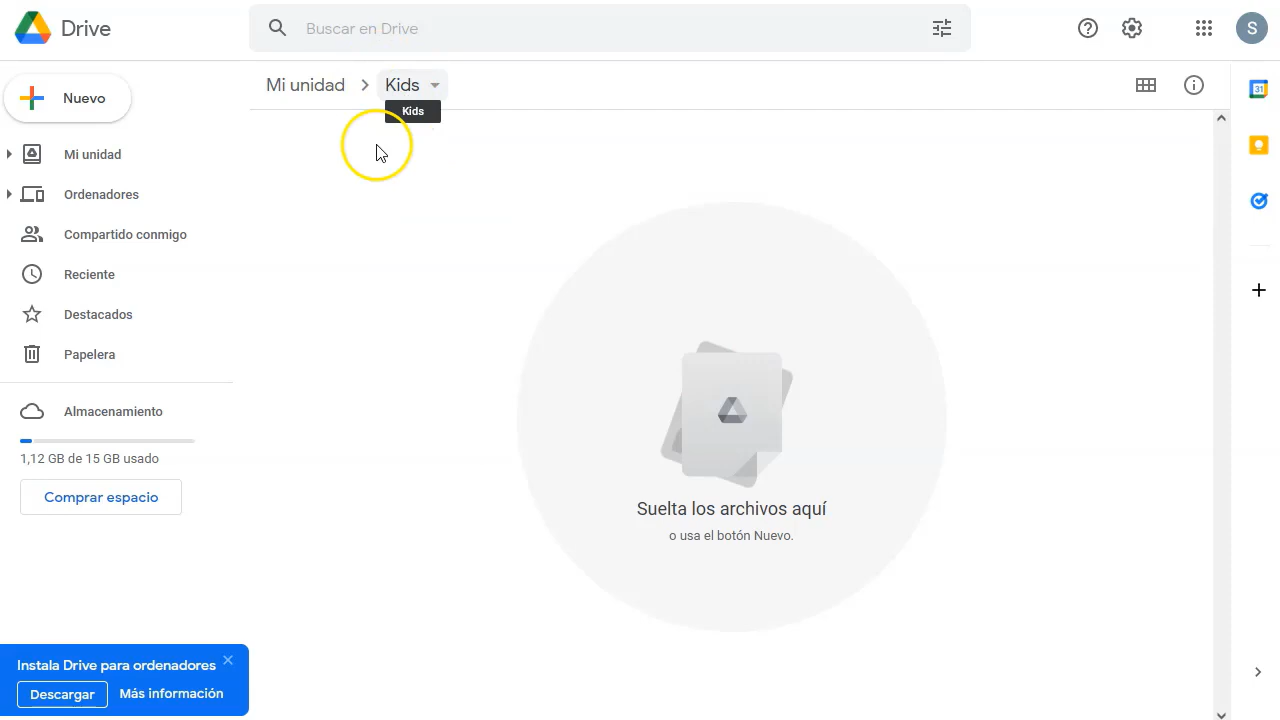 Drive
Buscar en Drive
S
Nuevo
Mi unidad
Kids
Kids
31
Mi unidad
Ordenadores
Compartido conmigo
Reciente
Destacados
Papelera
Almacenamiento
1,12 GB de 15 GB usado
Comprar espacio
Suelta los archivos aquí
o usa el botón Nuevo.
Instala Drive para ordenadores
Descargar
Más información